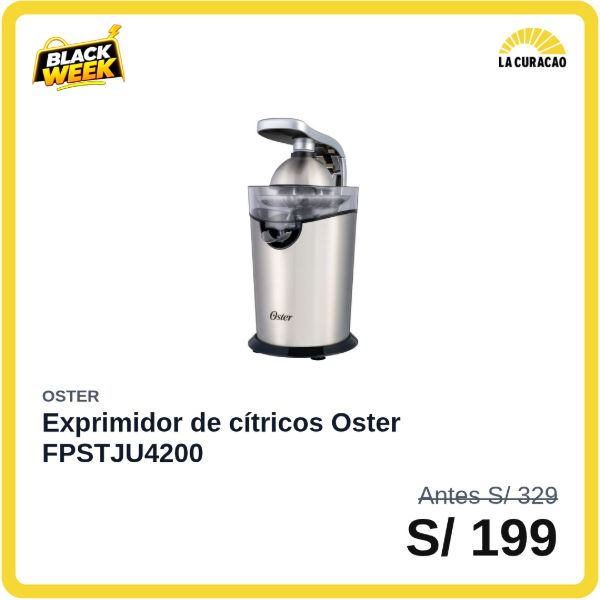 BLACK
WEEK
LA CURACAO
Oster
OSTER
Exprimidor de cítricos Oster
FPSTJU4200
Antes S/ 329
S/ 199